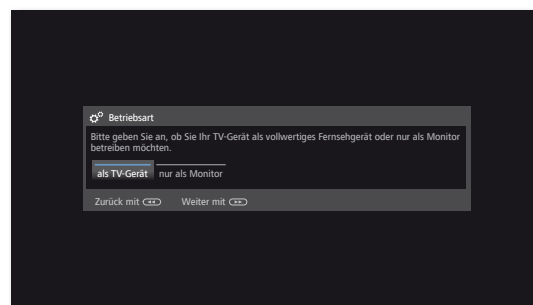 Betriebsart
Bitte geben Sie an, ob Sie Ihr TV-Gerät als vollwertiges Fernsehgerät oder nur als Monitor
betreiben möchten.
als TV-Gerät nur als Monitor
Zurück mit Weiter mit